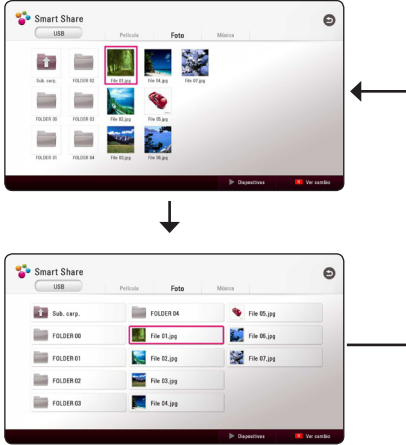 Smart Share
USB Película Foto Música
Sub. carp. FOLDER 02 File 01.jpg File 04.jpg File 07.jpg
FOLDER 00 FOLDER 03 File 02.jpg File 05.jpg
FOLDER 01 FOLDER 04 File 03.jpg File 06.jpg
Dispositivos Ver cambio
Smart Share
USB Película Foto Música
Sub. carp. FOLDER 04 File 05.jpg
FOLDER 00 File 01.jpg File 06.jpg
FOLDER 01 File 02.jpg File 07.jpg
FOLDER 02 File 03.jpg
FOLDER 03 File 04.jpg
Dispositivos Ver cambio